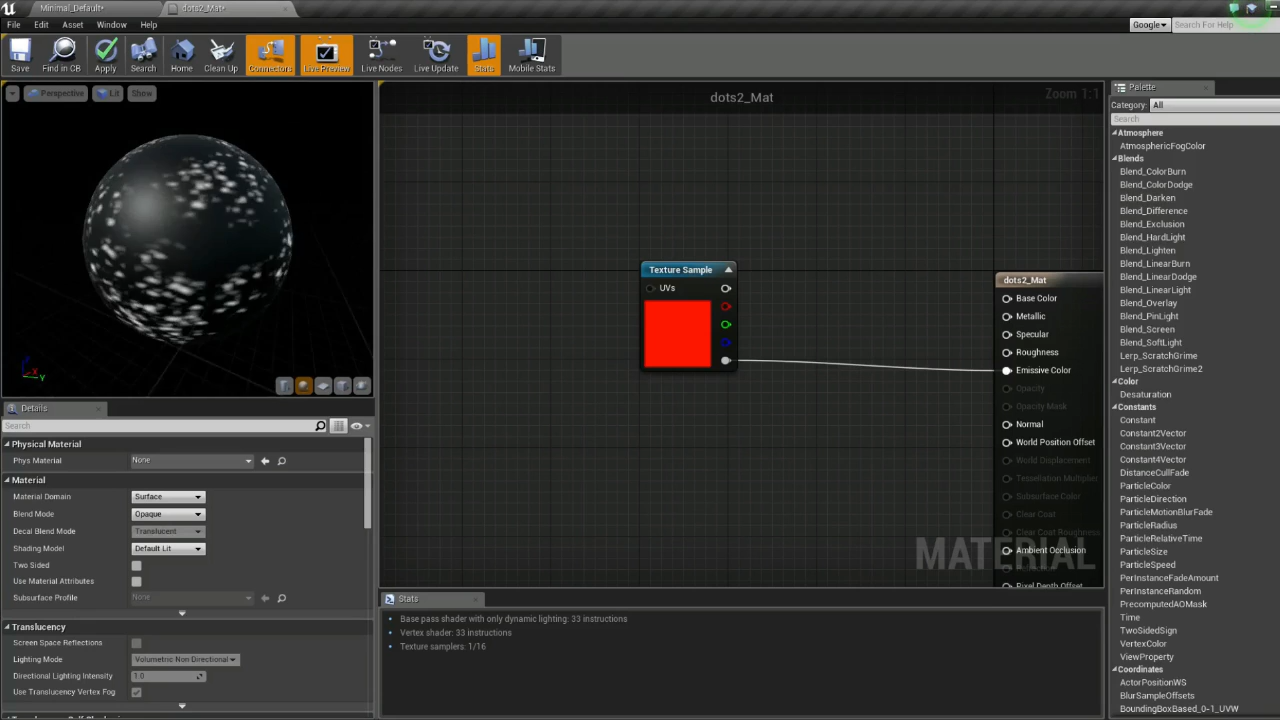 Minimal_Default*
dots2_Mat*
File Edit Asset Window Help
Google
Search For Help
Save Find in CB Apply Search Home Clean Up Connectors Live Preview Live Nodes Live Update Stats Mobile Stats
Perspective Lit Show
dots2_Mat
Zoom 1:1
Texture Sample
UVs
dots2_Mat
Base Color
Metallic
Specular
Roughness
Emissive Color
Opacity
Opacity Mask
Normal
World Position Offset
World Displacement
Tessellation Multiplier
Subsurface Color
Clear Coat
Clear Coat Roughness
Ambient Occlusion
Pixel Depth Offset
MATERIAL
X
Y
Z
Details
Search
Physical Material
Phys Material None
Material
Material Domain Surface
Blend Mode Opaque
Decal Blend Mode Translucent
Shading Model Default Lit
Two Sided
Use Material Attributes
Subsurface Profile None
Translucency
Screen Space Reflections
Lighting Mode Volumetric Non Directional
Directional Lighting Intensity 1.0
Use Translucency Vertex Fog
Stats
Base pass shader with only dynamic lighting: 33 instructions
Vertex shader: 33 instructions
Texture samplers: 1/16
Palette
Category: All
Search
Atmosphere
AtmosphericFogColor
Blends
Blend_ColorBurn
Blend_ColorDodge
Blend_Darken
Blend_Difference
Blend_Exclusion
Blend_HardLight
Blend_Lighten
Blend_LinearBurn
Blend_LinearDodge
Blend_LinearLight
Blend_Overlay
Blend_PinLight
Blend_Screen
Blend_SoftLight
Lerp_ScratchGrime
Lerp_ScratchGrime2
Color
Desaturation
Constants
Constant
Constant2Vector
Constant3Vector
Constant4Vector
DistanceCullFade
ParticleColor
ParticleDirection
ParticleMotionBlurFade
ParticleRadius
ParticleRelativeTime
ParticleSize
ParticleSpeed
PerInstanceFadeAmount
PerInstanceRandom
PrecomputedAOMask
Time
TwoSidedSign
VertexColor
ViewProperty
Coordinates
ActorPositionWS
BlurSampleOffsets
BoundingBoxBased_0-1_UVW